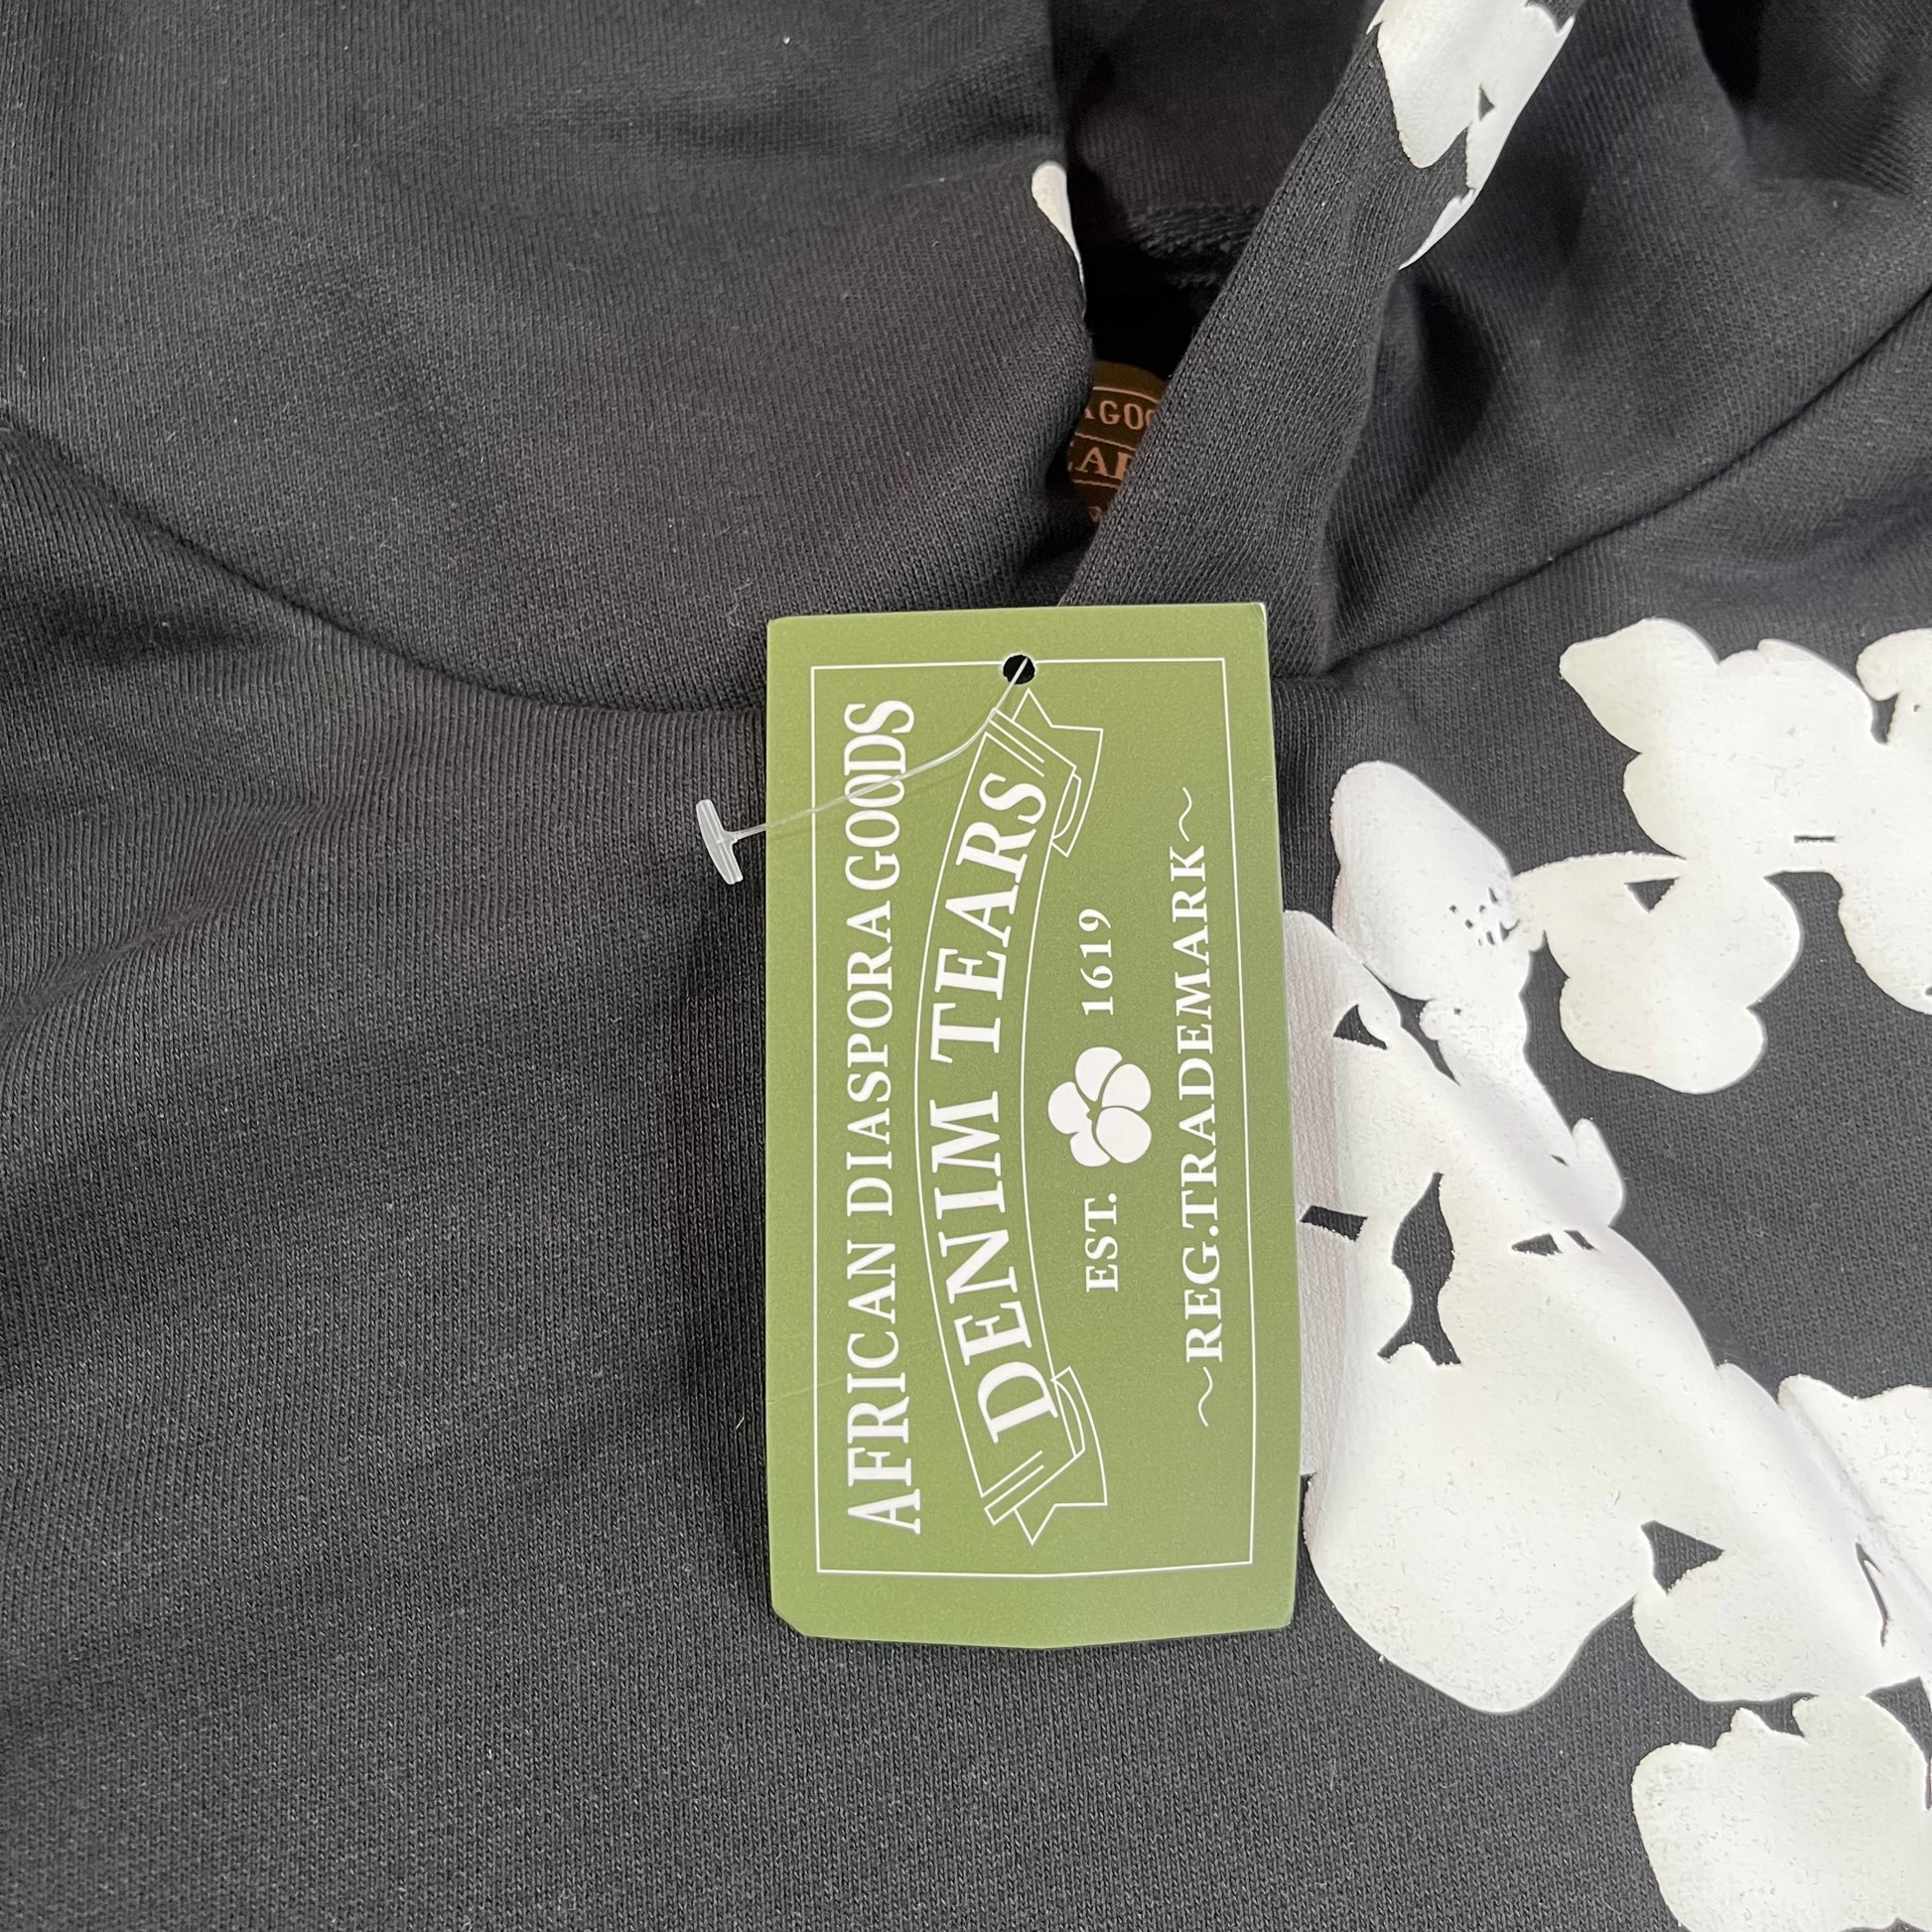 AFRICAN DIASPORA GOODS
DENIM TEARS
EST. 1619
~REG.TRADEMARK~